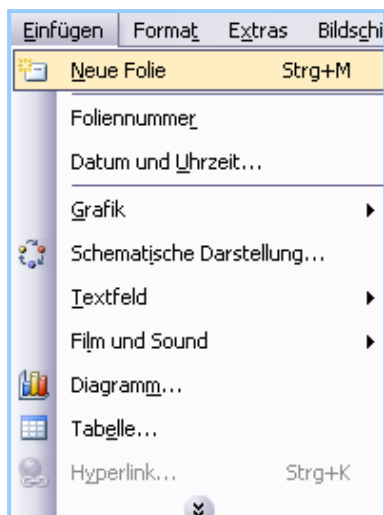 Einfügen Format Extras Bildschi
Neue Folie Strg+M
Foliennummer
Datum und Uhrzeit...
Grafik
Schematische Darstellung...
Textfeld
Film und Sound
Diagramm...
Tabelle...
Hyperlink... Strg+K